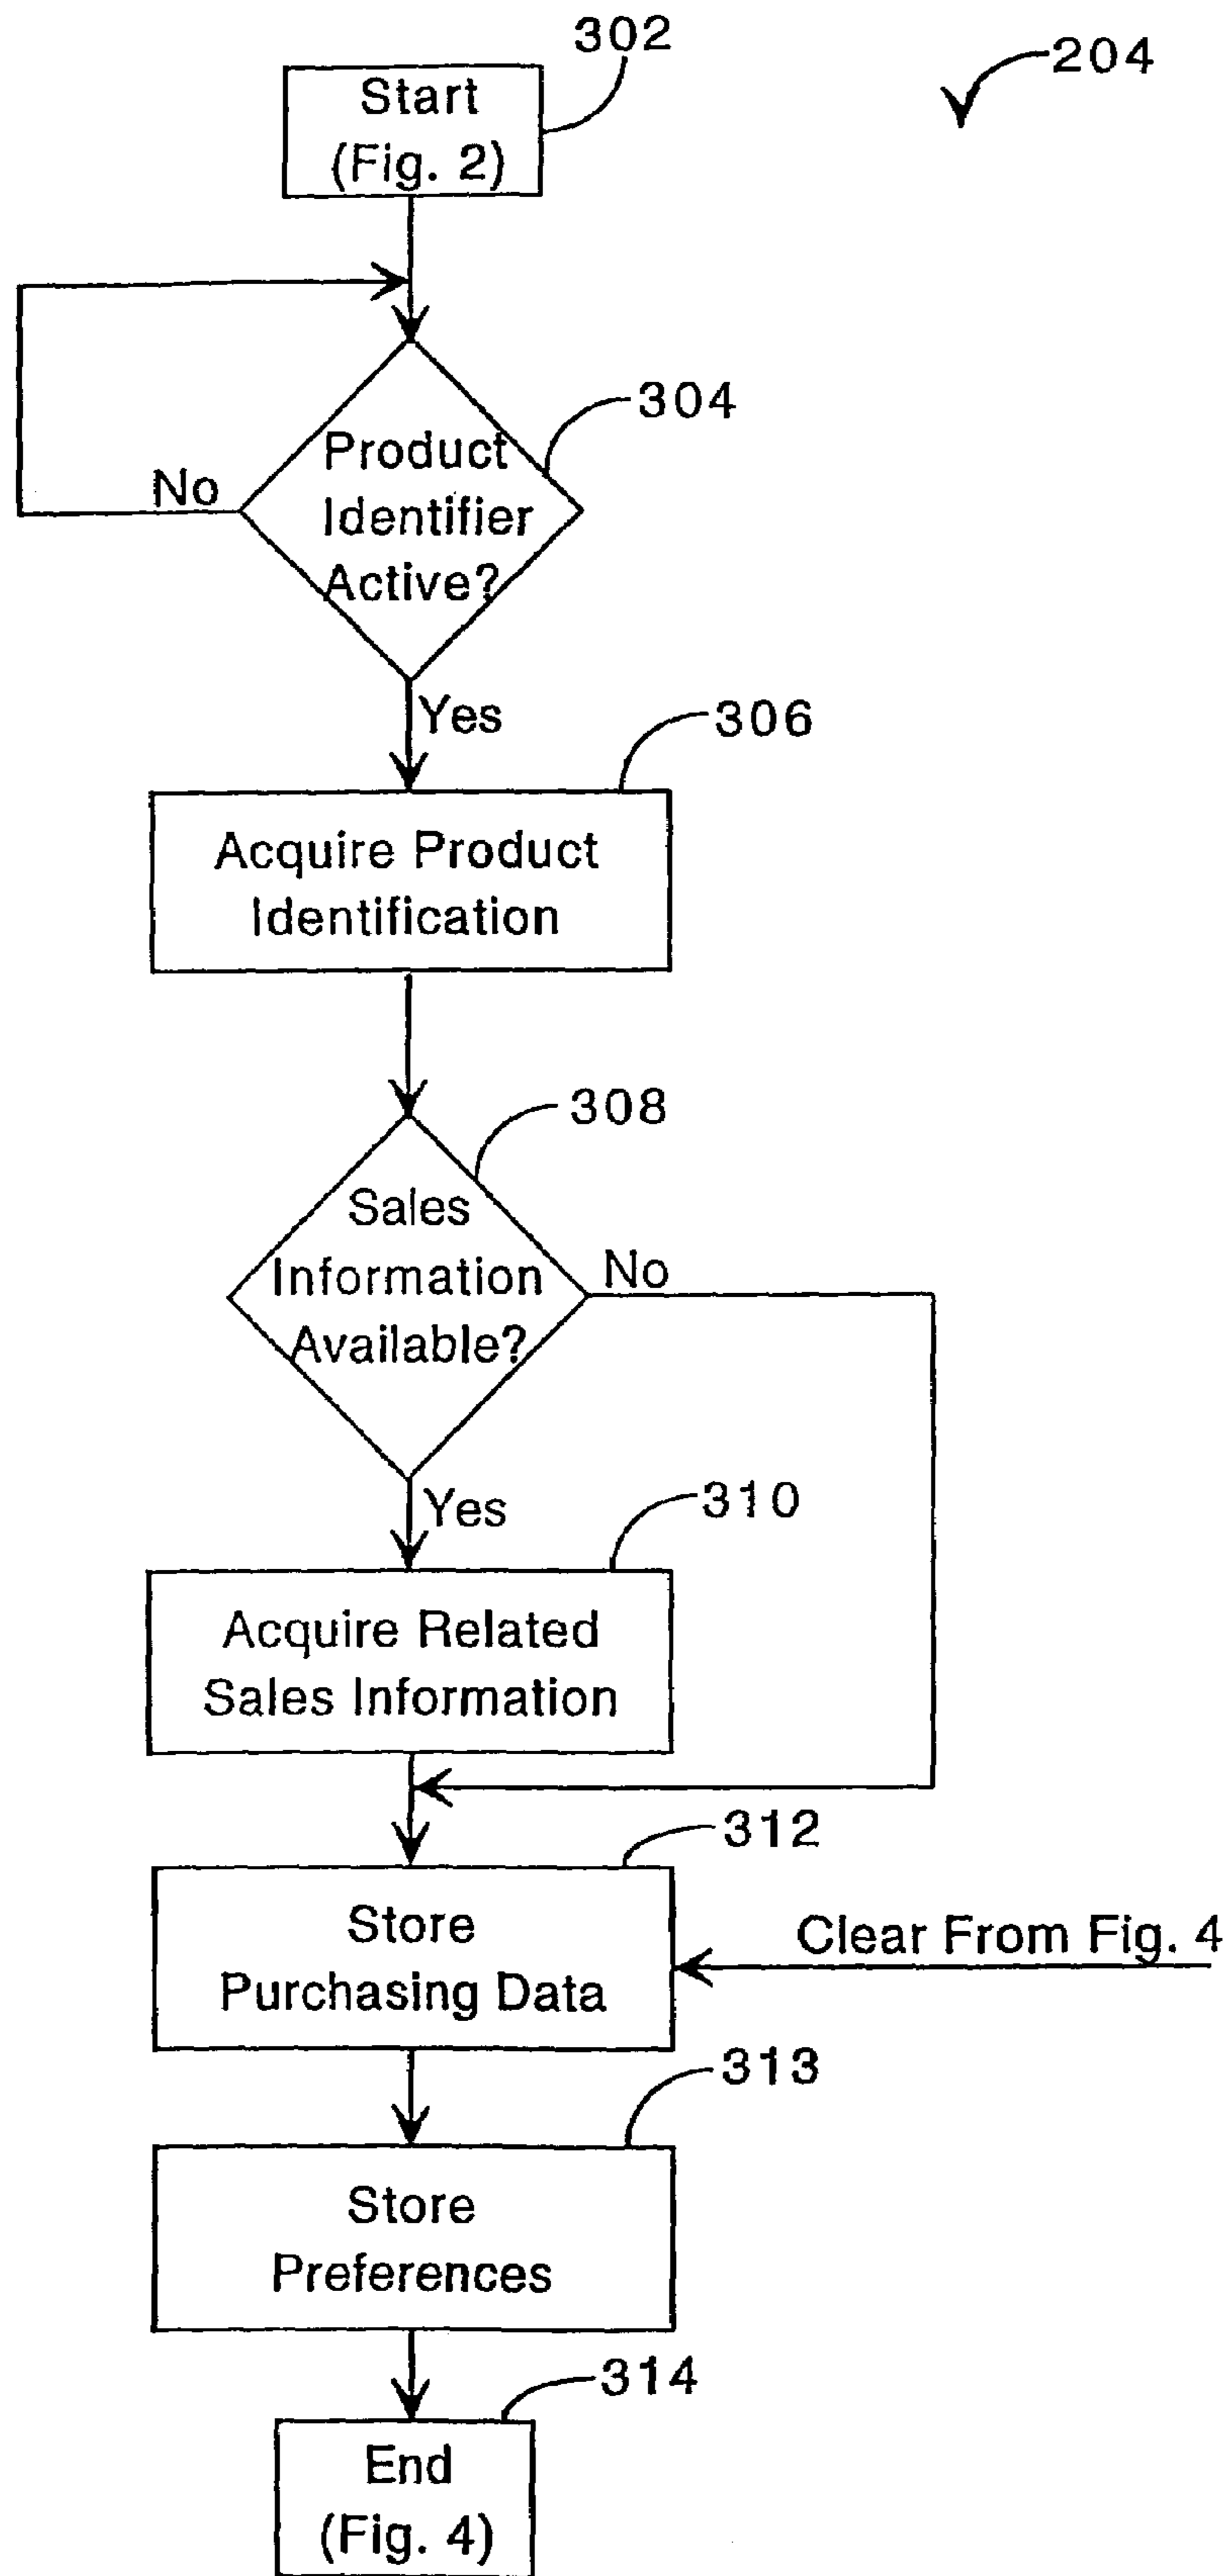 302
204
Start
(Fig. 2)
304
Product
Identifier
Active?
No
Yes
306
Acquire Product
Identification
308
Sales
Information
Available?
No
Yes
310
Acquire Related
Sales Information
312
Store
Purchasing Data
Clear From Fig. 4
313
Store
Preferences
314
End
(Fig. 4)